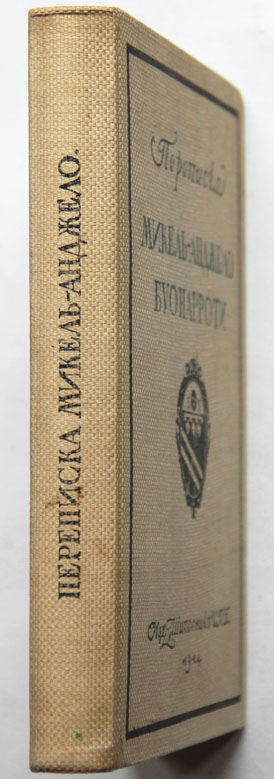 ПЕРЕПИСКА МИКЕЛЬ-АНДЖЕЛО.
Переписка
МИКЕЛЬ-АНДЖЕЛО
БУОНАРРОТИ
1914